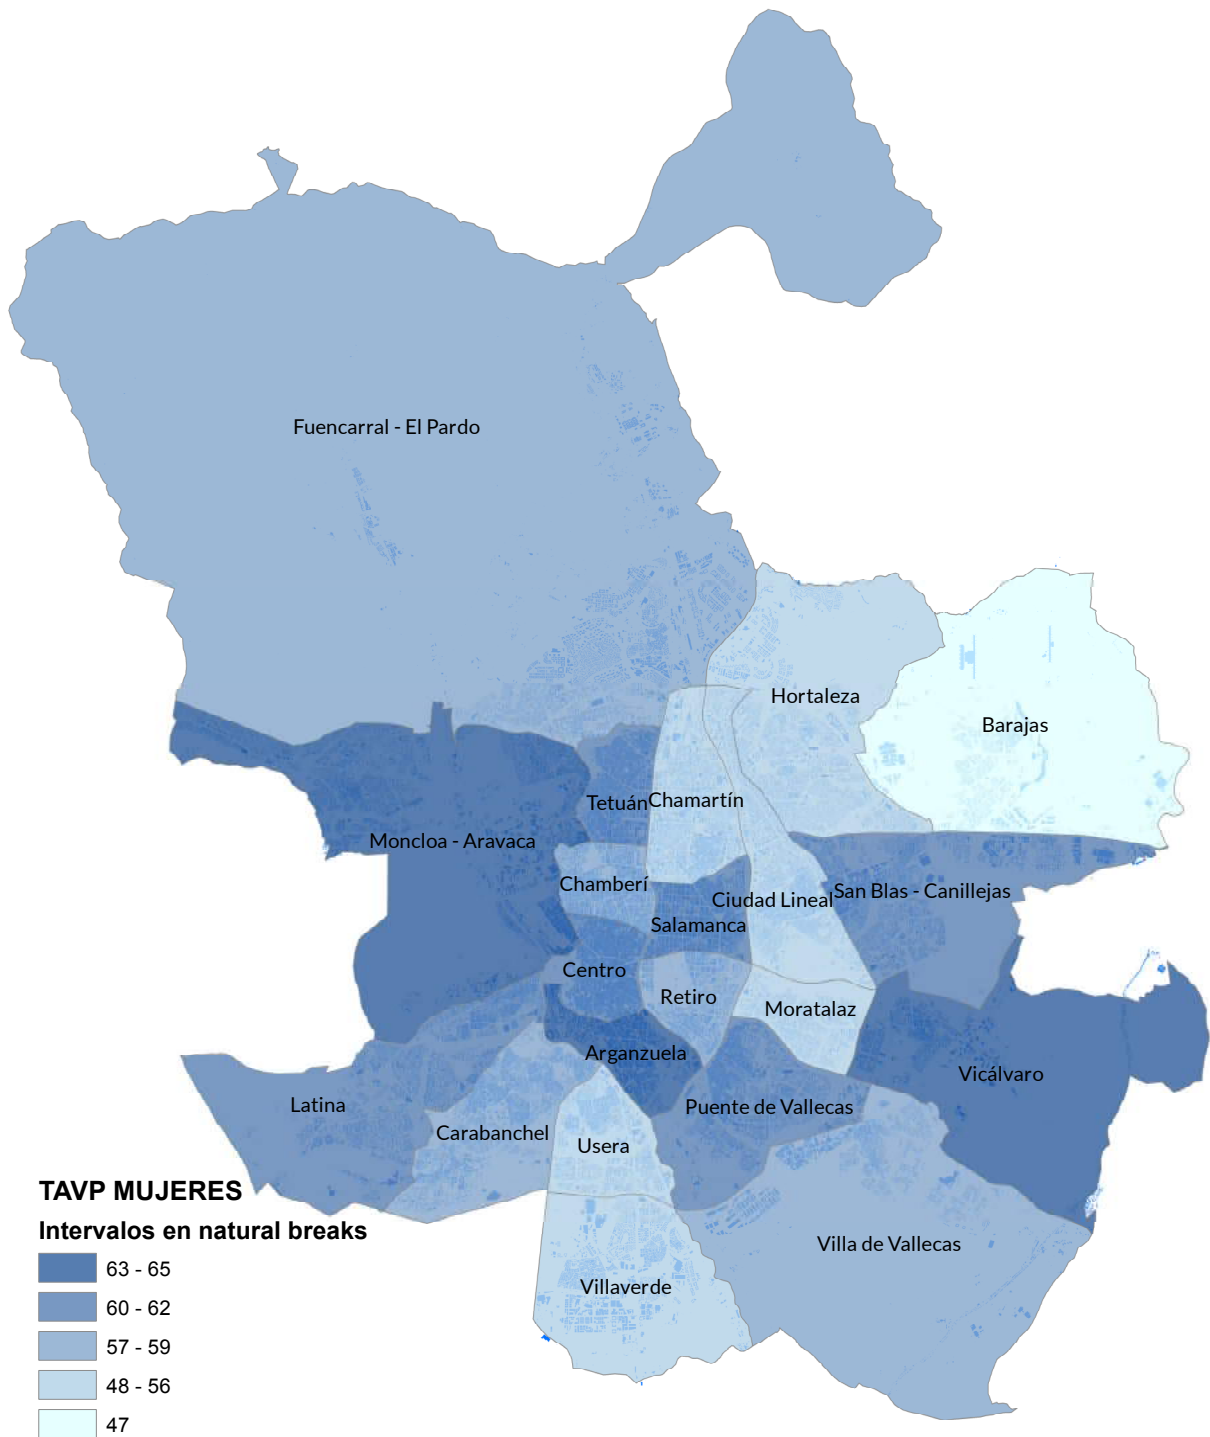 Fuencarral - El Pardo
Hortaleza
Barajas
Tetuán
Chamartín
Moncloa - Aravaca
Chamberí
San Blas - Canillejas
Ciudad Lineal
Salamanca
Centro
Retiro
Moratalaz
Arganzuela
Vicálvaro
Latina
Puente de Vallecas
Carabanchel
Usera
Villa de Vallecas
Villaverde
TAVP MUJERES
Intervalos en natural breaks
63 - 65
60 - 62
57 - 59
48 - 56
47